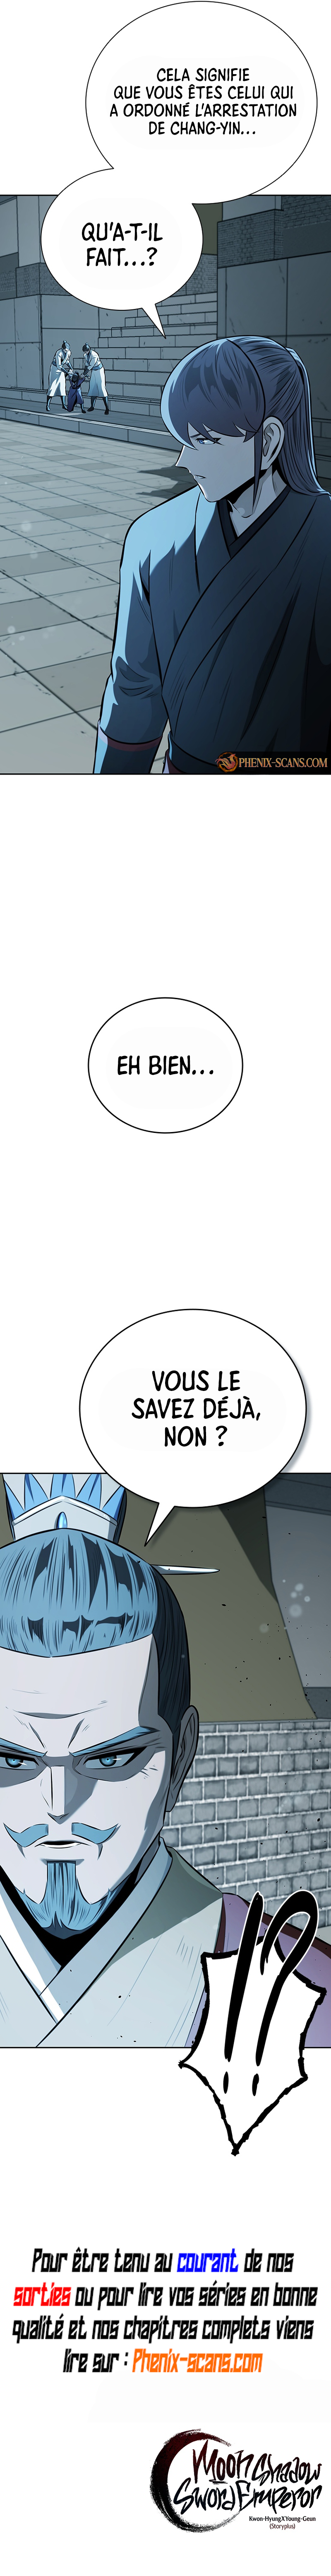 CELA SIGNIFIE
QUE VOUS ÊTES CELUI QUI
A ORDONNÉ L'ARRESTATION
DE CHANG-YIN...
QU'A-T-IL
FAIT...?
PHENIX-SCANS.COM
EH BIEN...
VOUS LE
SAVEZ DÉJÀ,
NON ?
!?
Pour être tenu au courant de nos
sorties ou pour lire vos séries en bonne
qualité et nos chapitres complets viens
lire sur : Phenix-scans.com
Moon Shadow
Sword Emperor
Kwon-HyungXYoung-Geun
(Storyplus)